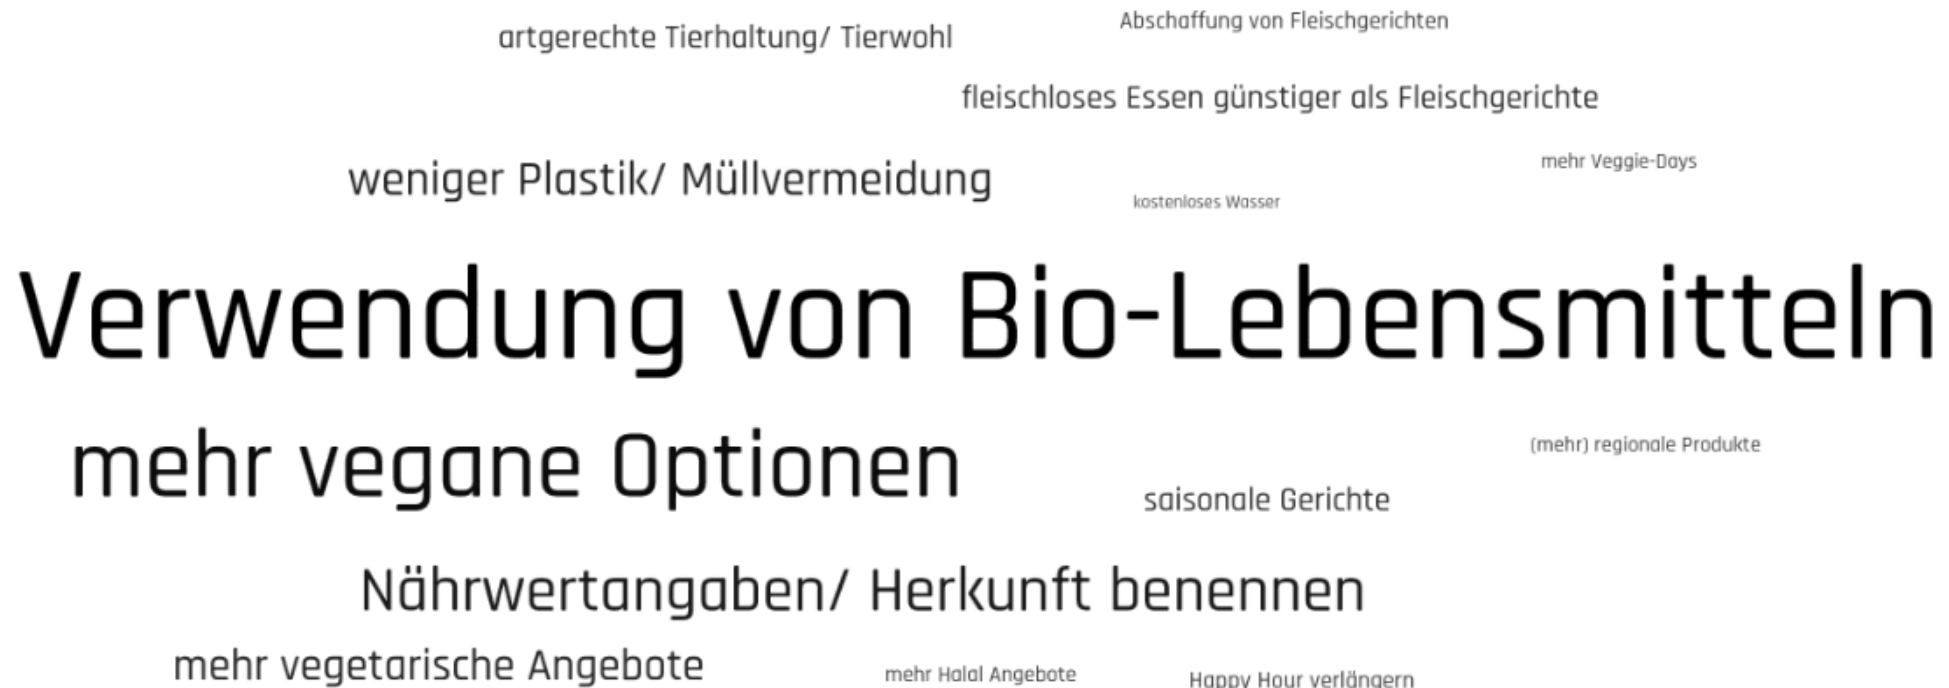 Abschaffung von Fleischgerichten
artgerechte Tierhaltung/ Tierwohl
fleischloses Essen günstiger als Fleischgerichte
mehr Veggie-Days
weniger Plastik/ Müllvermeidung
kostenloses Wasser
Verwendung von Bio-Lebensmitteln
mehr vegane Optionen
(mehr) regionale Produkte
saisonale Gerichte
Nährwertangaben/ Herkunft benennen
mehr vegetarische Angebote
mehr Halal Angebote
Happy Hour verlängern